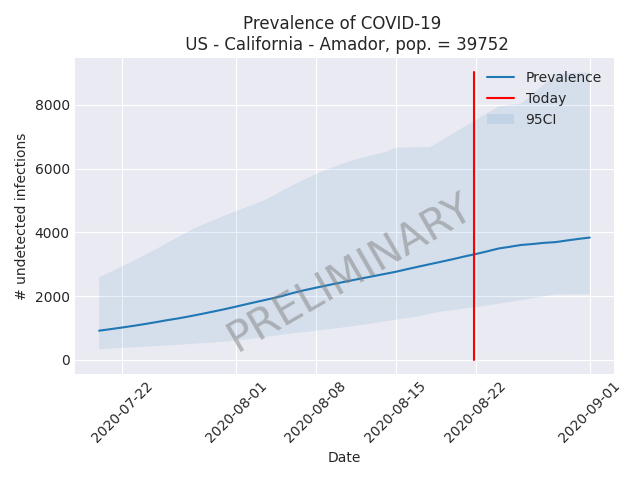 Prevalence of COVID-19
US - California - Amador, pop. = 39752
# undetected infections
8000
6000
4000
2000
0
Prevalence
Today
95CI
PRELIMINARY
2020-07-22
2020-08-01
2020-08-08
2020-08-15
2020-08-22
2020-09-01
Date